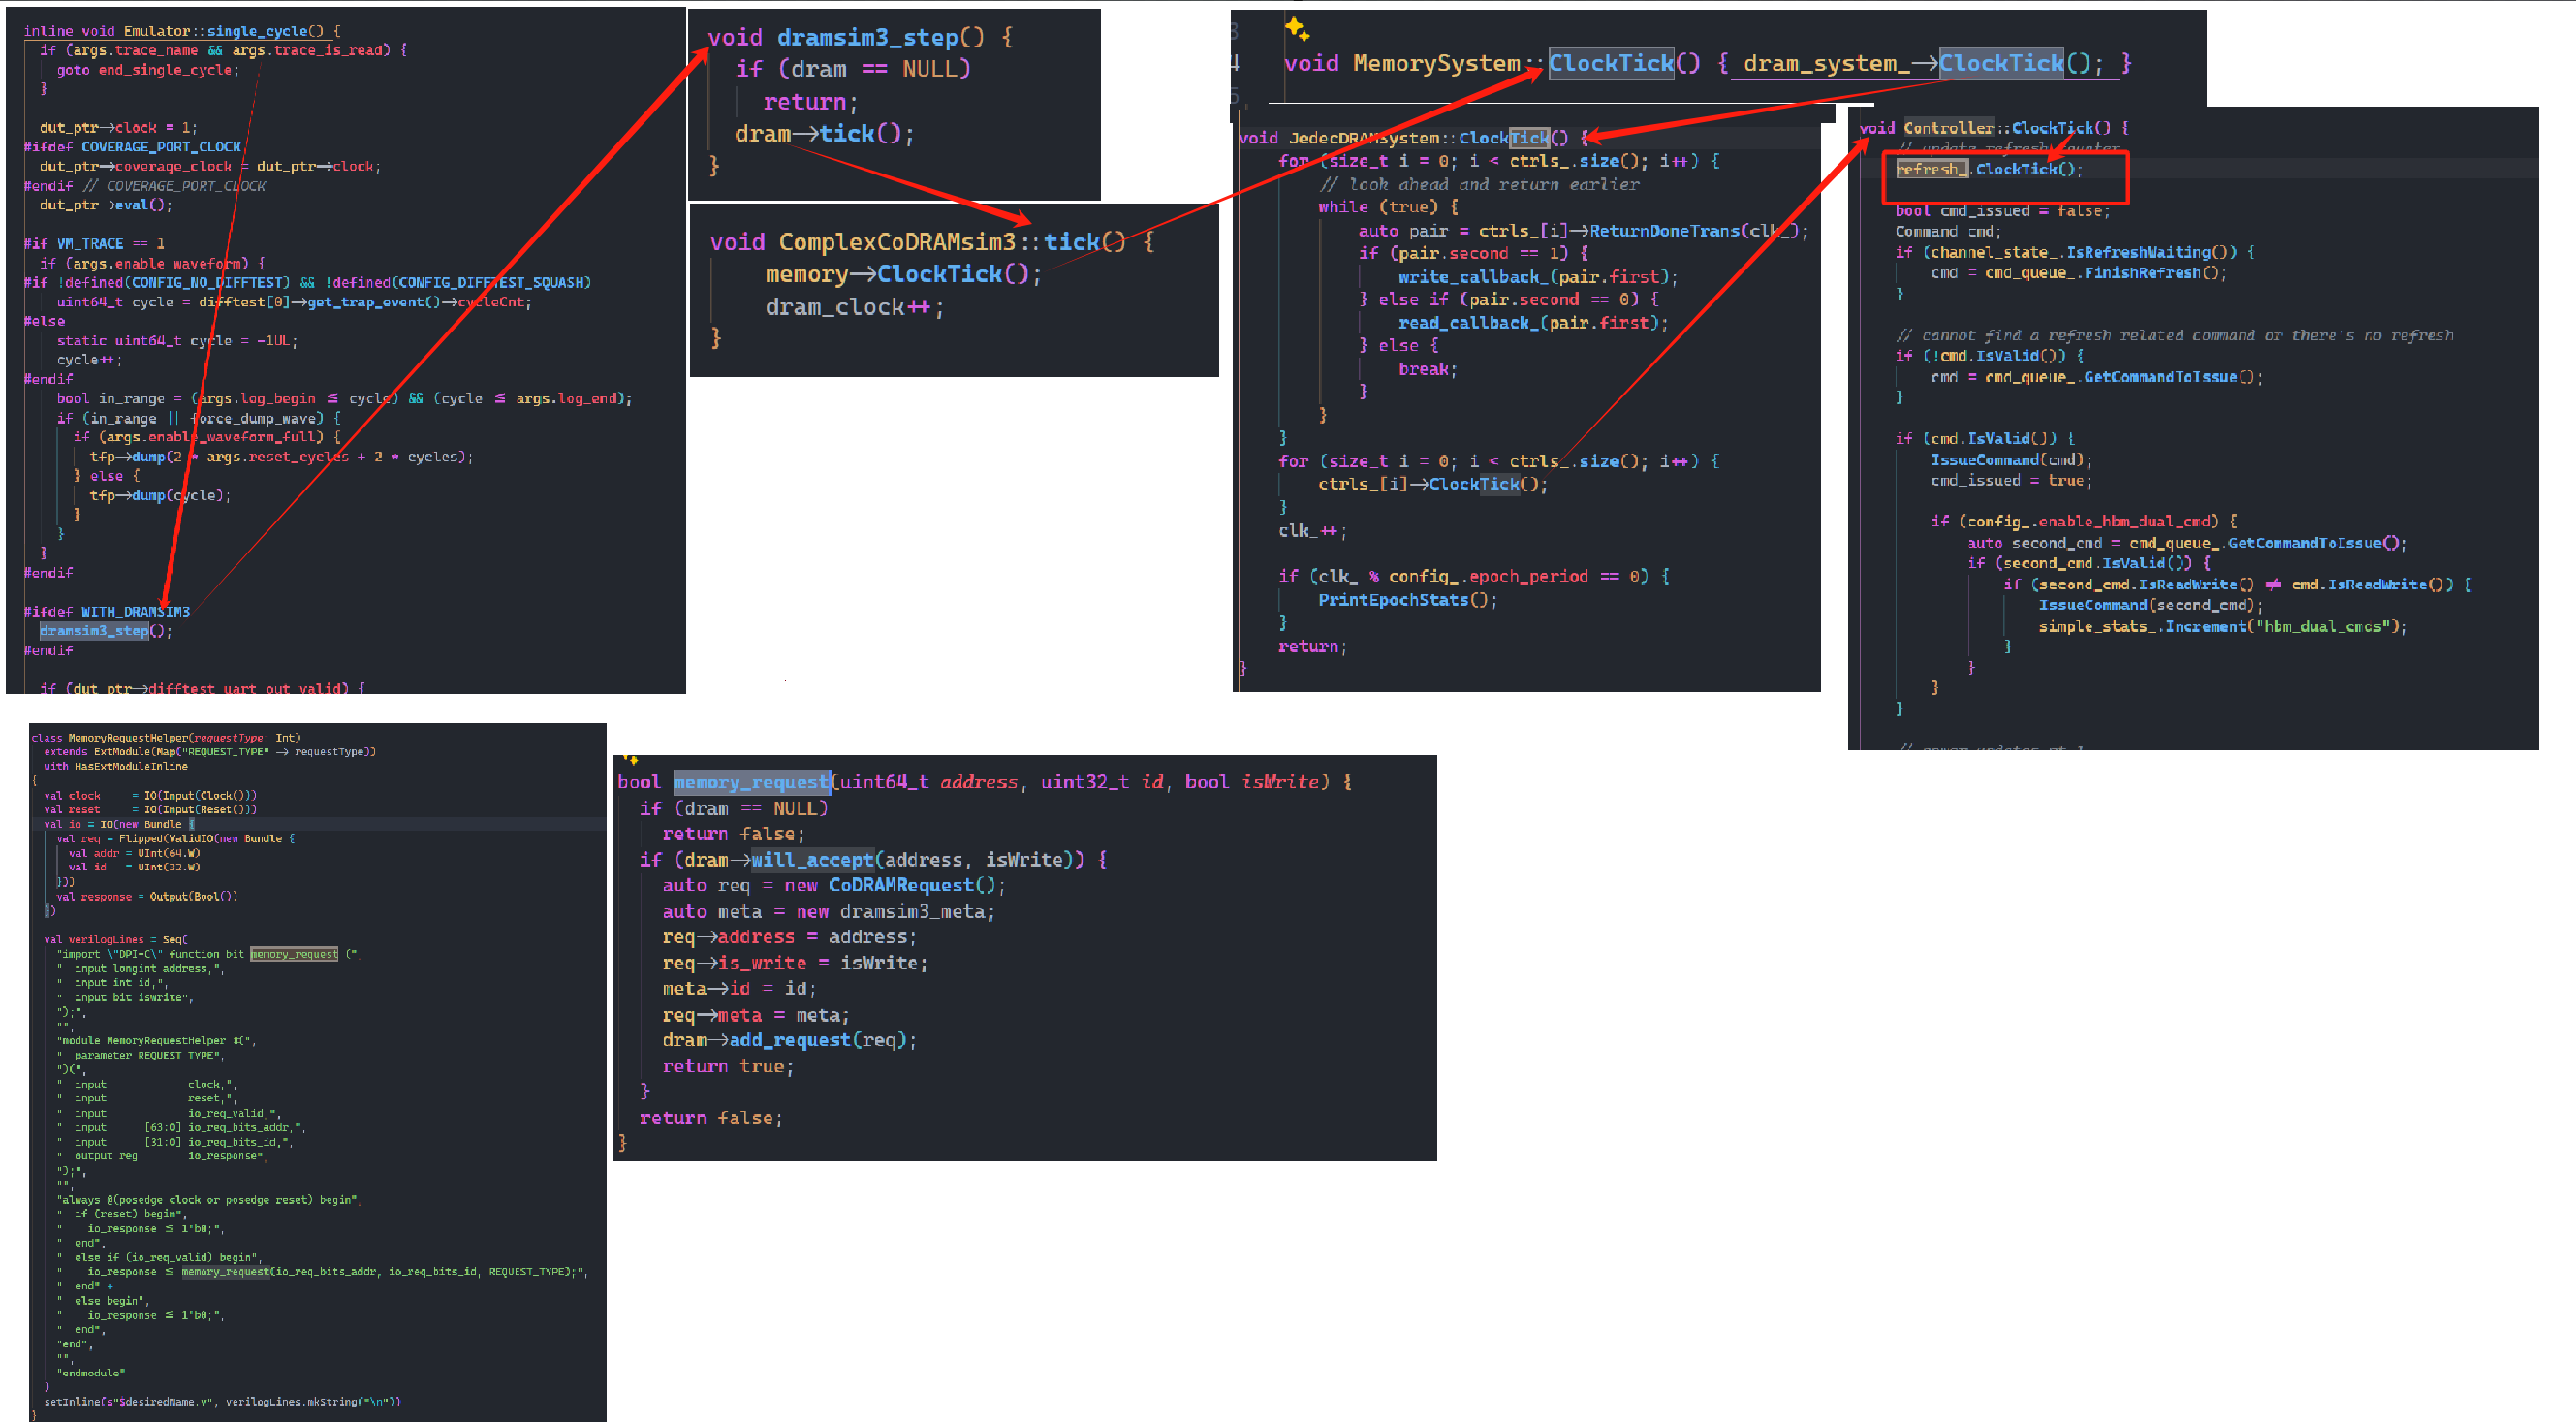 inline void Emulator::single_cycle() {
if (args.trace_name && args.trace_is_read) {
goto end_single_cycle;
}
dut_ptr->clock = 1;
#ifdef COVERAGE_PORT_CLOCK
dut_ptr->coverage_clock = dut_ptr->clock;
#endif // COVERAGE_PORT_CLOCK
dut_ptr->eval();
#if VM_TRACE == 1
if (args.enable_waveform) {
#if !defined(CONFIG_NO_DIFFTEST) && !defined(CONFIG_DIFFTEST_SQUASH)
uint64_t cycle = difftest[0]->get_trap_event()->cycleCnt;
#else
static uint64_t cycle = -1UL;
cycle++;
#endif
bool in_range = (args.log_begin <= cycle) && (cycle <= args.log_end);
if (in_range || force_dump_wave) {
if (args.enable_waveform_full) {
tfp->dump(2 * args.reset_cycles + 2 * cycles);
} else {
tfp->dump(cycle);
}
}
}
#endif
#ifdef WITH_DRAMSIM3
dramsim3_step();
#endif
if (dut_ptr->difftest_uart_out_valid) {
void dramsim3_step() {
if (dram == NULL)
return;
dram->tick();
}
void ComplexCoDRAMsim3::tick() {
memory->ClockTick();
dram_clock++;
}
3
4
5
void MemorySystem::ClockTick() { dram_system_->ClockTick(); }
void JedecDRAMSystem::ClockTick() {
for (size_t i = 0; i < ctrls_.size(); i++) {
// look ahead and return earlier
while (true) {
auto pair = ctrls_[i]->ReturnDoneTrans(clk_);
if (pair.second == 1) {
write_callback_(pair.first);
} else if (pair.second == 0) {
read_callback_(pair.first);
} else {
break;
}
}
}
for (size_t i = 0; i < ctrls_.size(); i++) {
ctrls_[i]->ClockTick();
}
clk_++;
if (clk_ % config_.epoch_period == 0) {
PrintEpochStats();
}
return;
}
void Controller::ClockTick() {
// update refresh counter
refresh_.ClockTick();
bool cmd_issued = false;
Command cmd;
if (channel_state_.IsRefreshWaiting()) {
cmd = cmd_queue_.FinishRefresh();
}
// cannot find a refresh related command or there's no refresh
if (!cmd.IsValid()) {
cmd = cmd_queue_.GetCommandToIssue();
}
if (cmd.IsValid()) {
IssueCommand(cmd);
cmd_issued = true;
if (config_.enable_hbm_dual_cmd) {
auto second_cmd = cmd_queue_.GetCommandToIssue();
if (second_cmd.IsValid()) {
if (second_cmd.IsReadWrite() != cmd.IsReadWrite()) {
IssueCommand(second_cmd);
simple_stats_.Increment("hbm_dual_cmds");
}
}
}
}
class MemoryRequestHelper(requestType: Int)
extends ExtModule(Map("REQUEST_TYPE" -> requestType))
with HasExtModuleInline
{
val clock = IO(Input(Clock()))
val reset = IO(Input(Reset()))
val io = IO(new Bundle {
val req = Flipped(ValidIO(new Bundle {
val addr = UInt(64.W)
val id = UInt(32.W)
}))
val response = Output(Bool())
})
val verilogLines = Seq(
"import \"DPI-C\" function bit memory_request (",
" input longint address,",
" input int id,",
" input bit isWrite",
");",
"",
"module MemoryRequestHelper #(",
" parameter REQUEST_TYPE",
")(",
" input clock,",
" input reset,",
" input io_req_valid,",
" input [63:0] io_req_bits_addr,",
" input [31:0] io_req_bits_id,",
" output reg io_response",
");",
"",
"always @(posedge clock or posedge reset) begin",
" if (reset) begin",
" io_response <= 1'b0;",
" end",
" else if (io_req_valid) begin",
" io_response <= memory_request(io_req_bits_addr, io_req_bits_id, REQUEST_TYPE);",
" end" +
" else begin",
" io_response <= 1'b0;",
" end",
"end",
"",
"endmodule"
)
setInline(s"$desiredName.v", verilogLines.mkString("\n"))
}
bool memory_request(uint64_t address, uint32_t id, bool isWrite) {
if (dram == NULL)
return false;
if (dram->will_accept(address, isWrite)) {
auto req = new CoDRAMRequest();
auto meta = new dramsim3_meta;
req->address = address;
req->is_write = isWrite;
meta->id = id;
req->meta = meta;
dram->add_request(req);
return true;
}
return false;
}